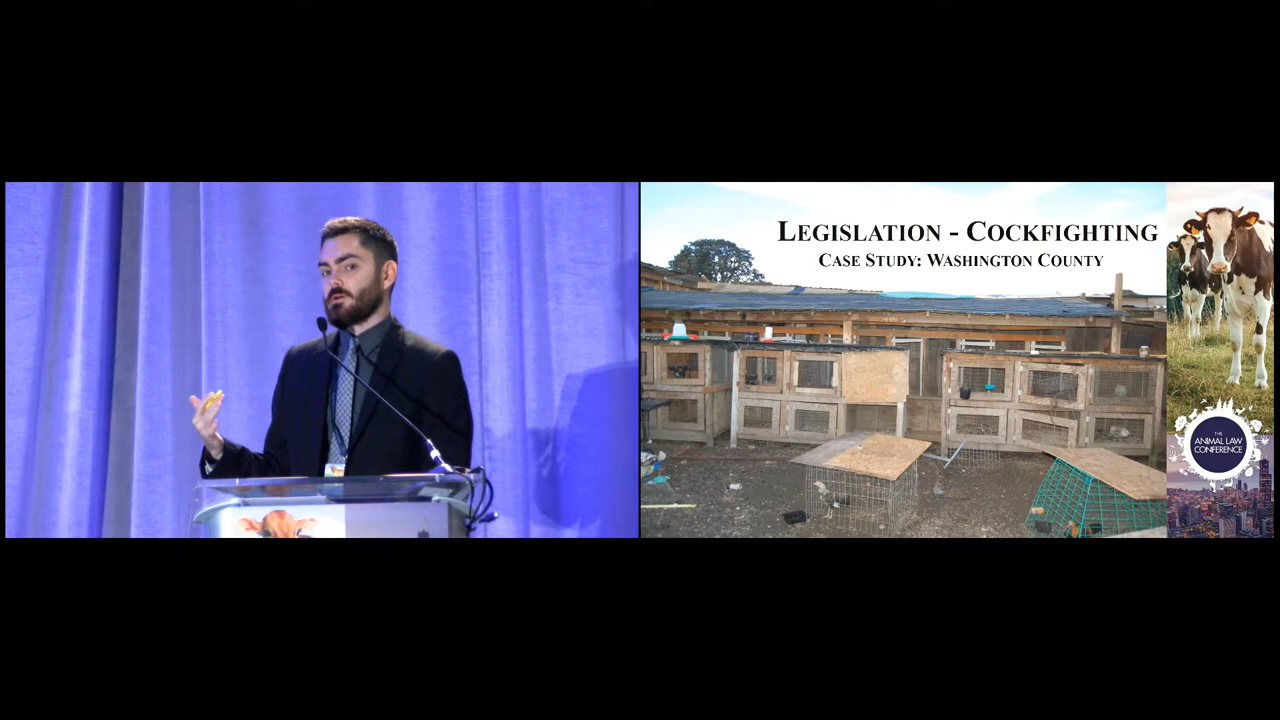 LEGISLATION - COCKFIGHTING
CASE STUDY: WASHINGTON COUNTY
THE
ANIMAL LAW
CONFERENCE